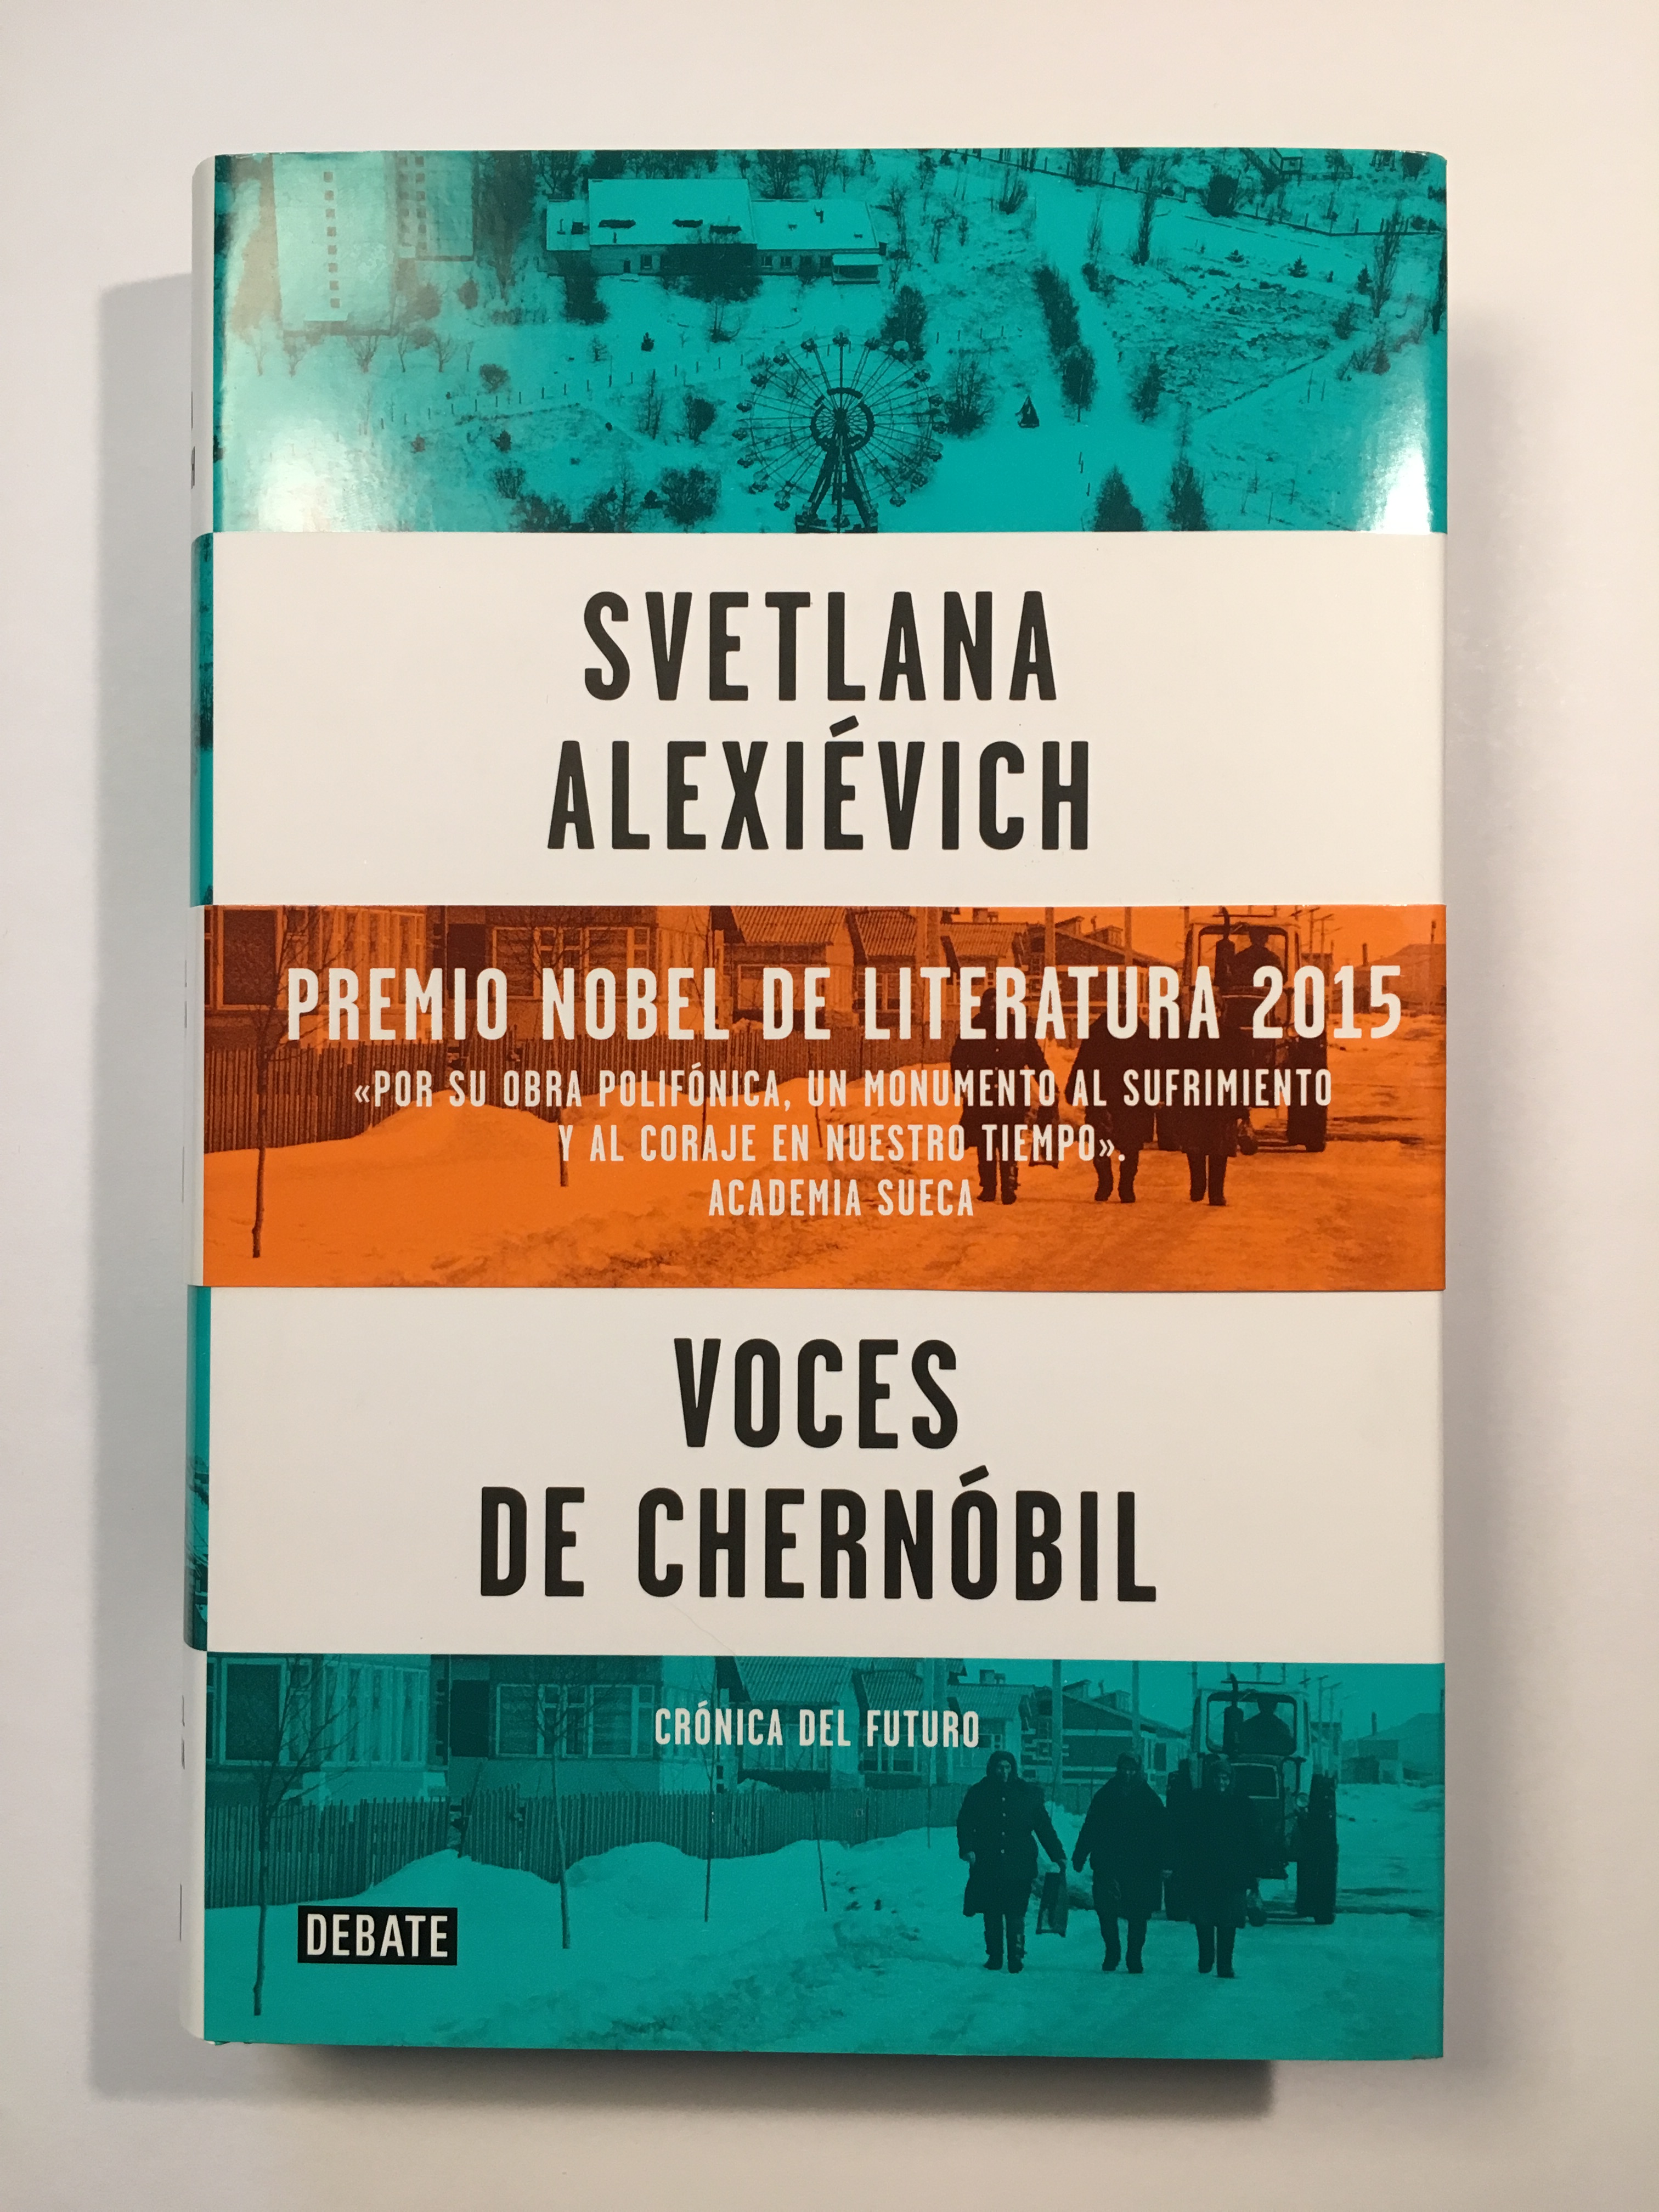 SVETLANA
ALEXIÉVICH
PREMIO NOBEL DE LITERATURA 2015
«POR SU OBRA POLIFÓNICA, UN MONUMENTO AL SUFRIMIENTO
Y AL CORAJE EN NUESTRO TIEMPO».
ACADEMIA SUECA
VOCES
DE CHERNÓBIL
CRÓNICA DEL FUTURO
DEBATE